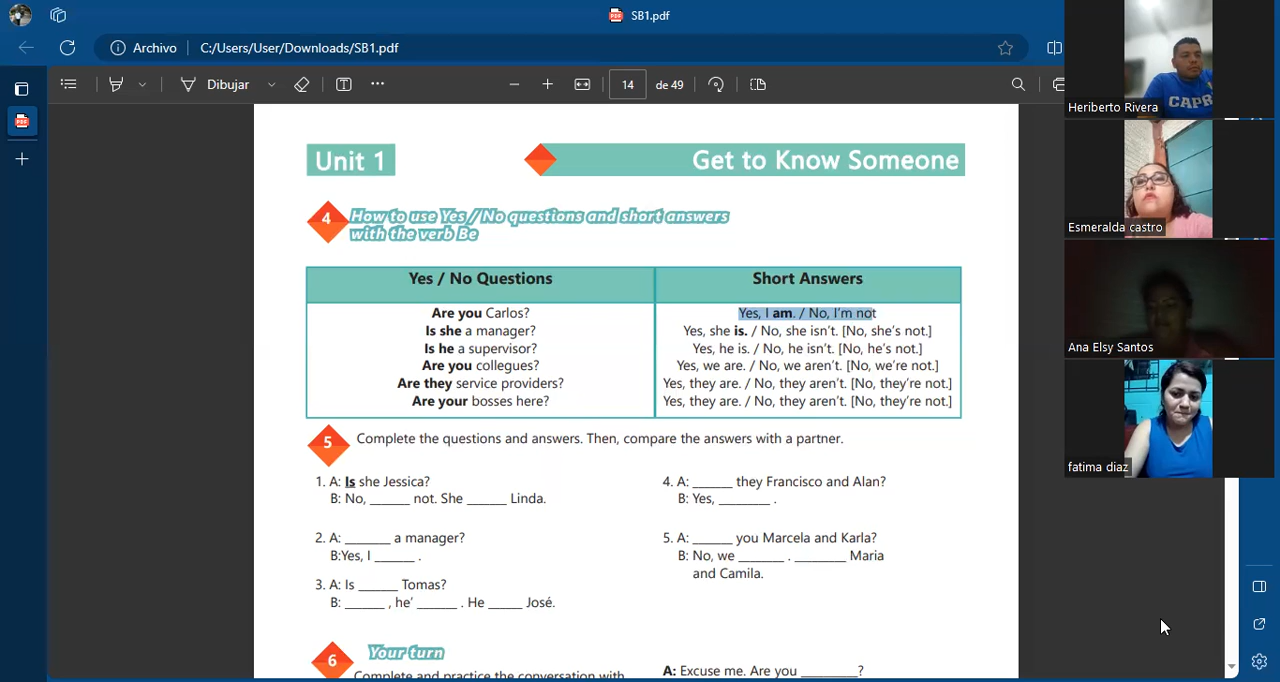 SB1.pdf
Archivo C:/Users/User/Downloads/SB1.pdf
Dibujar 14 de 49
Unit 1 Get to Know Someone
4 How to use Yes / No questions and short answers
with the verb Be
Yes / No Questions Short Answers
Are you Carlos? Yes, I am. / No, I'm not
Is she a manager? Yes, she is. / No, she isn't. [No, she's not.]
Is he a supervisor? Yes, he is. / No, he isn't. [No, he's not.]
Are you collegues? Yes, we are. / No, we aren't. [No, we're not.]
Are they service providers? Yes, they are. / No, they aren't. [No, they're not.]
Are your bosses here? Yes, they are. / No, they aren't. [No, they're not.]
5 Complete the questions and answers. Then, compare the answers with a partner.
1. A: Is she Jessica?
B: No, ______ not. She ______ Linda.
2. A: _______ a manager?
B:Yes, I ______ .
3. A: Is ______ Tomas?
B: ______ , he' ______ . He _____ José.
4. A: ______ they Francisco and Alan?
B: Yes, ________ .
5. A: ______ you Marcela and Karla?
B: No, we _______ . ________ Maria
and Camila.
6 Your turn
Complete and practice the conversation with
A: Excuse me. Are you _________?
Heriberto Rivera
CAPR
Esmeralda castro
Ana Elsy Santos
fatima diaz